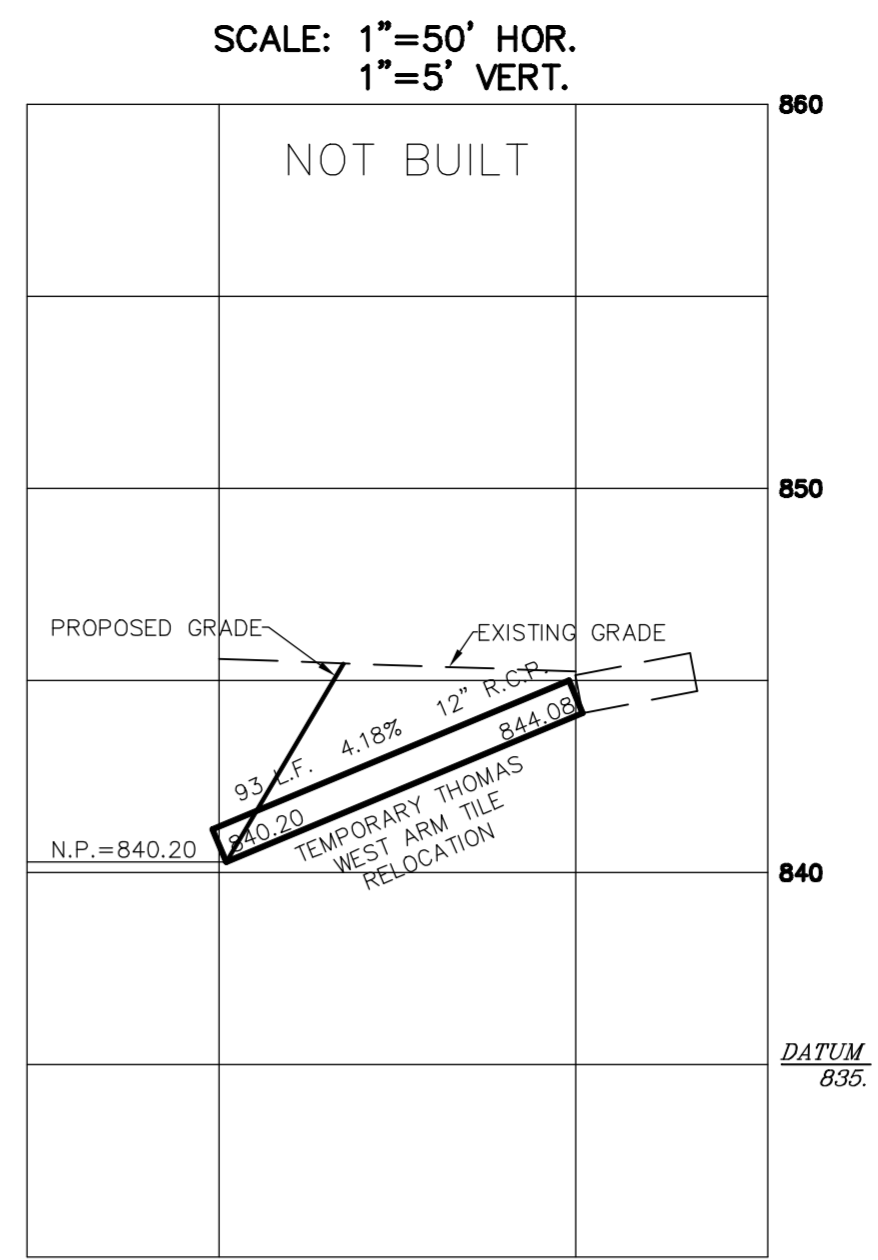 SCALE: 1"=50' HOR.
1"=5' VERT.
860
NOT BUILT
850
PROPOSED GRADE
EXISTING GRADE
93 L.F. 4.18% 12" R.C.P.
844.08
840.20
TEMPORARY THOMAS
WEST ARM TILE
RELOCATION
N.P.=840.20
840
DATUM
835.